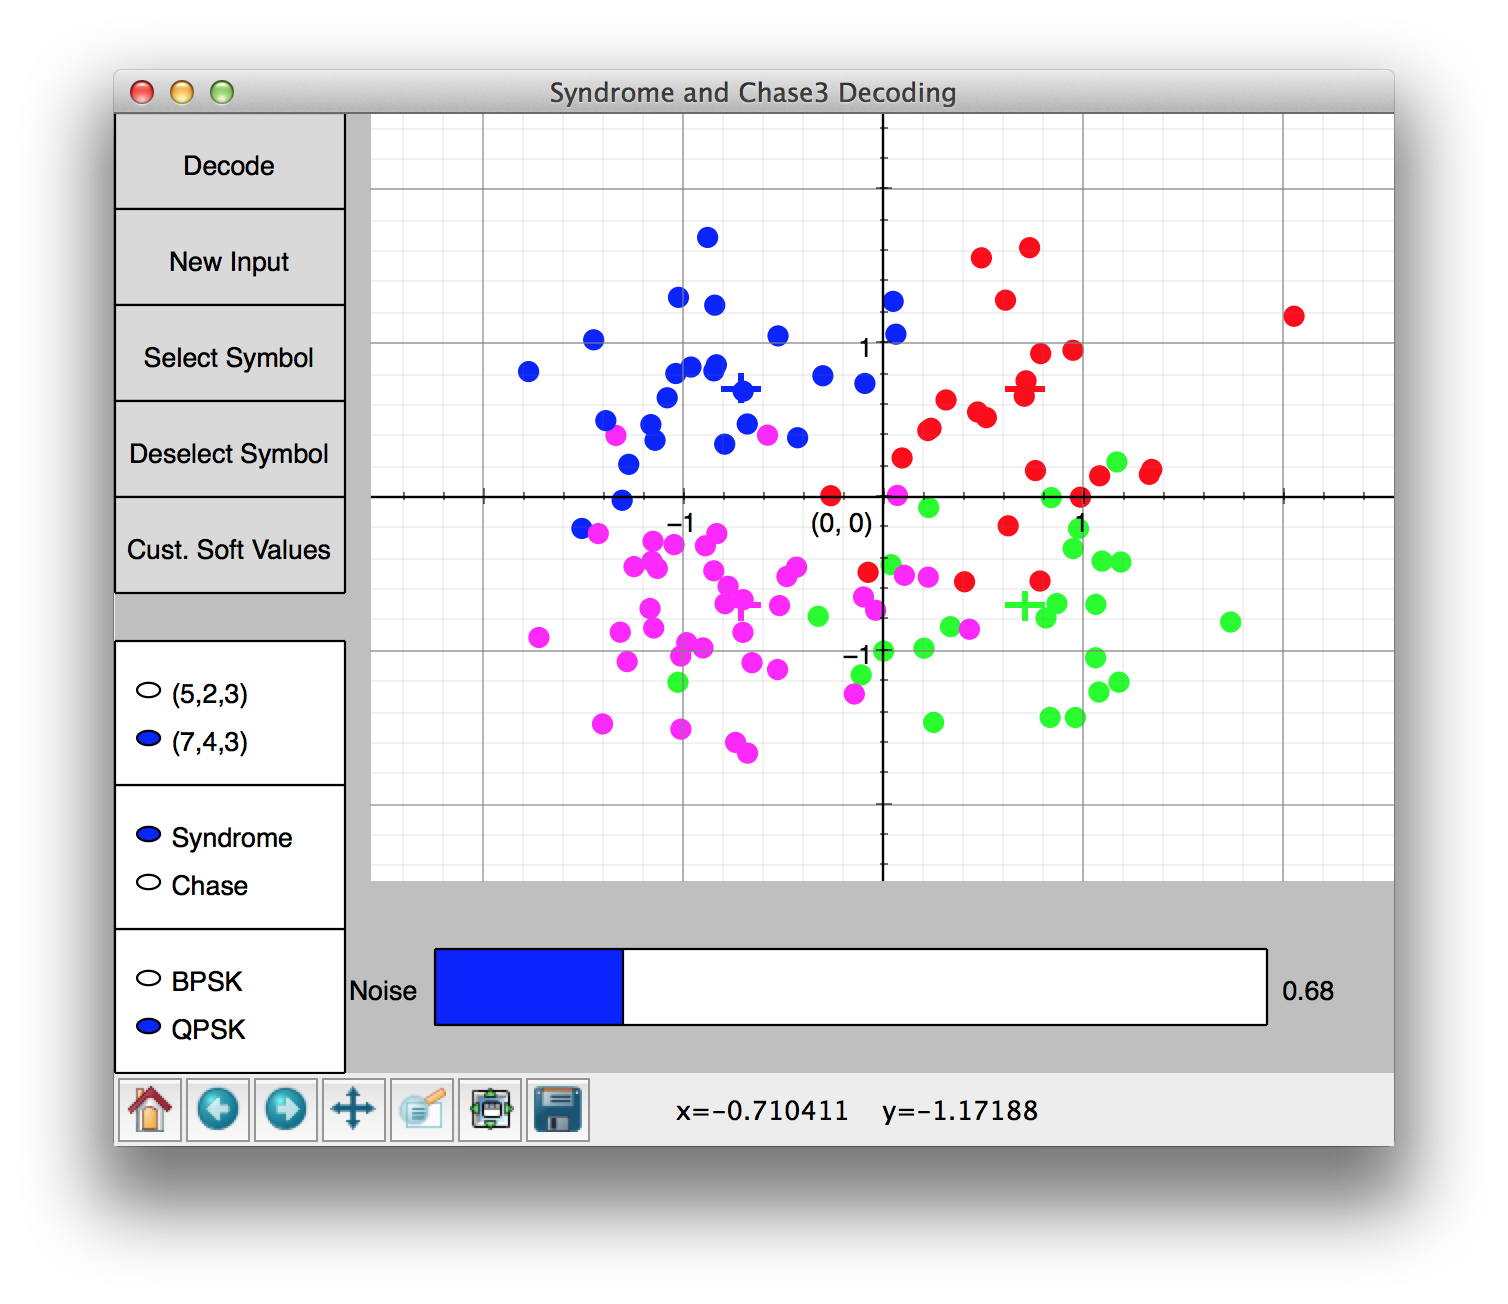 Syndrome and Chase3 Decoding
Decode
New Input
Select Symbol
Deselect Symbol
Cust. Soft Values
(5,2,3)
(7,4,3)
Syndrome
Chase
BPSK
QPSK
1
−1
(0, 0)
1
−1
Noise
0.68
x=−0.710411 y=−1.17188